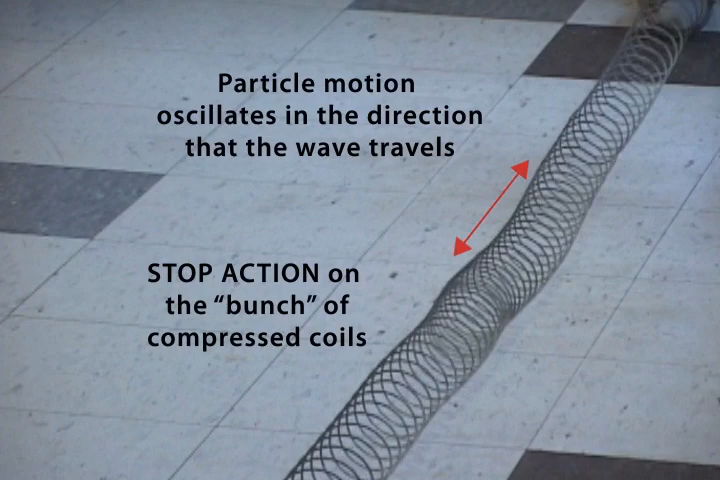 Particle motion
oscillates in the direction
that the wave travels
STOP ACTION on
the “bunch” of
compressed coils